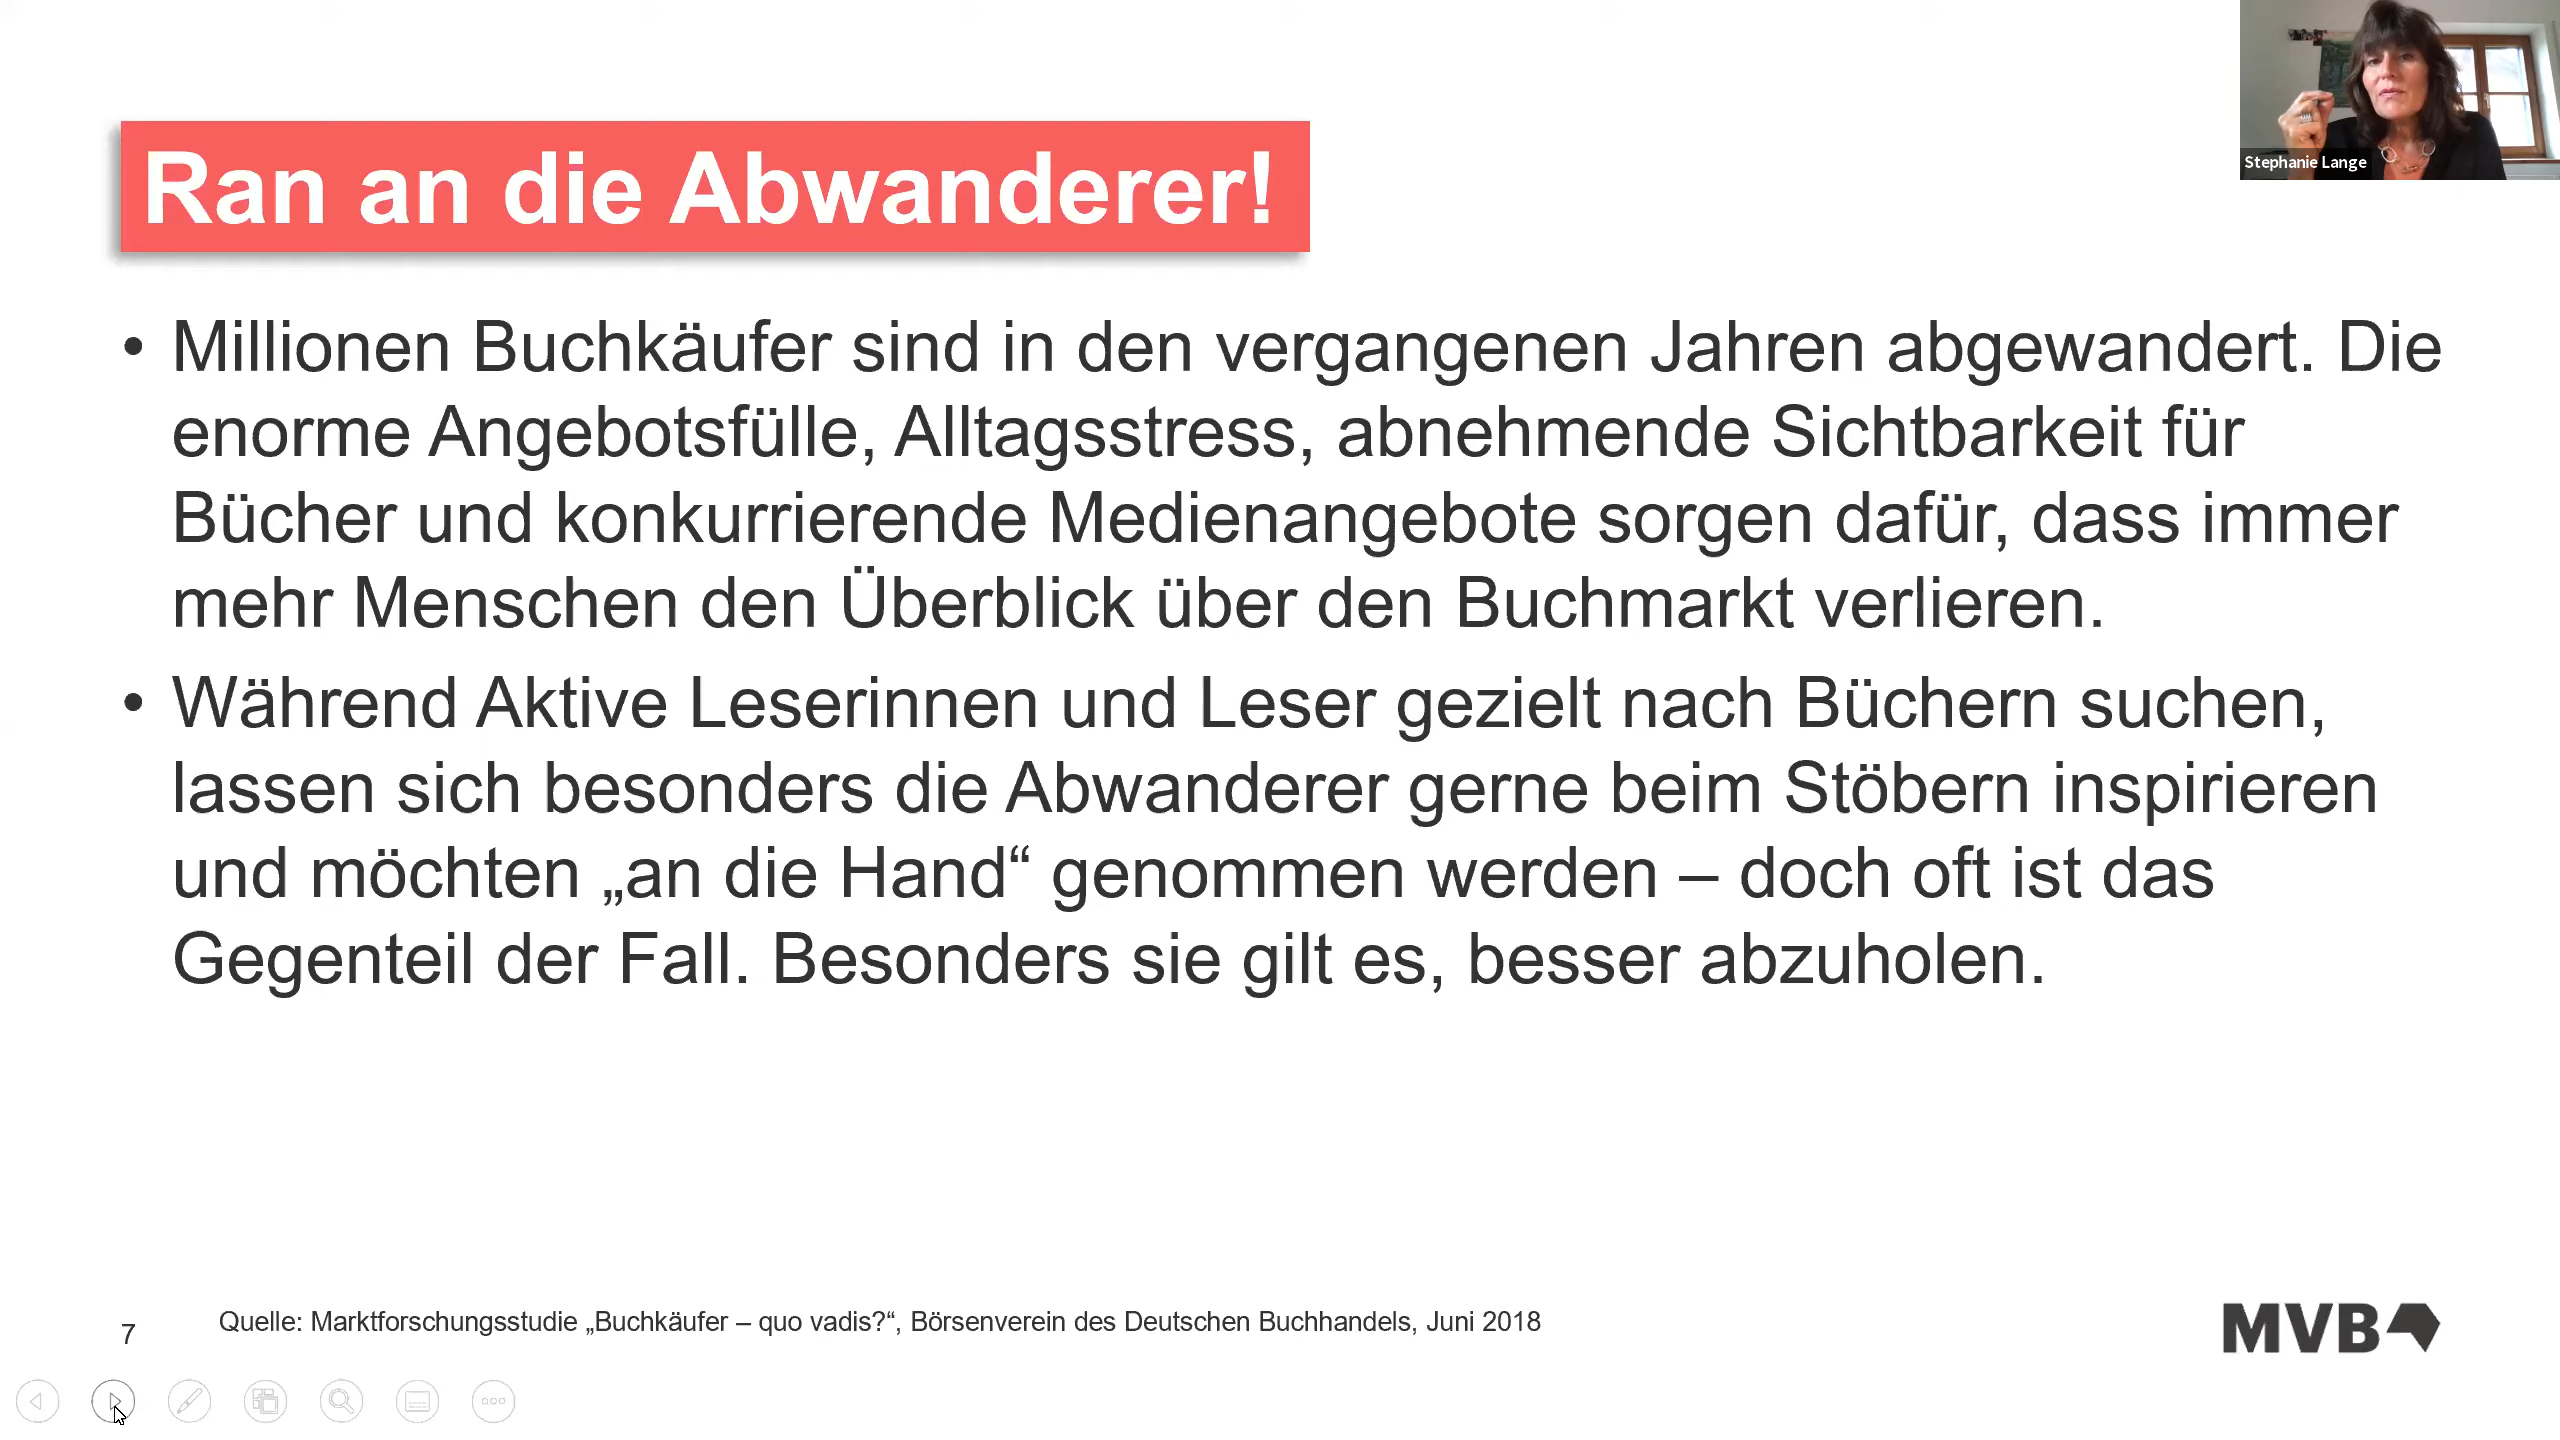 Stephanie Lange
Ran an die Abwanderer!
• Millionen Buchkäufer sind in den vergangenen Jahren abgewandert. Die
enorme Angebotsfülle, Alltagsstress, abnehmende Sichtbarkeit für
Bücher und konkurrierende Medienangebote sorgen dafür, dass immer
mehr Menschen den Überblick über den Buchmarkt verlieren.
• Während Aktive Leserinnen und Leser gezielt nach Büchern suchen,
lassen sich besonders die Abwanderer gerne beim Stöbern inspirieren
und möchten „an die Hand“ genommen werden – doch oft ist das
Gegenteil der Fall. Besonders sie gilt es, besser abzuholen.
7
Quelle: Marktforschungsstudie „Buchkäufer – quo vadis?“, Börsenverein des Deutschen Buchhandels, Juni 2018
MVB